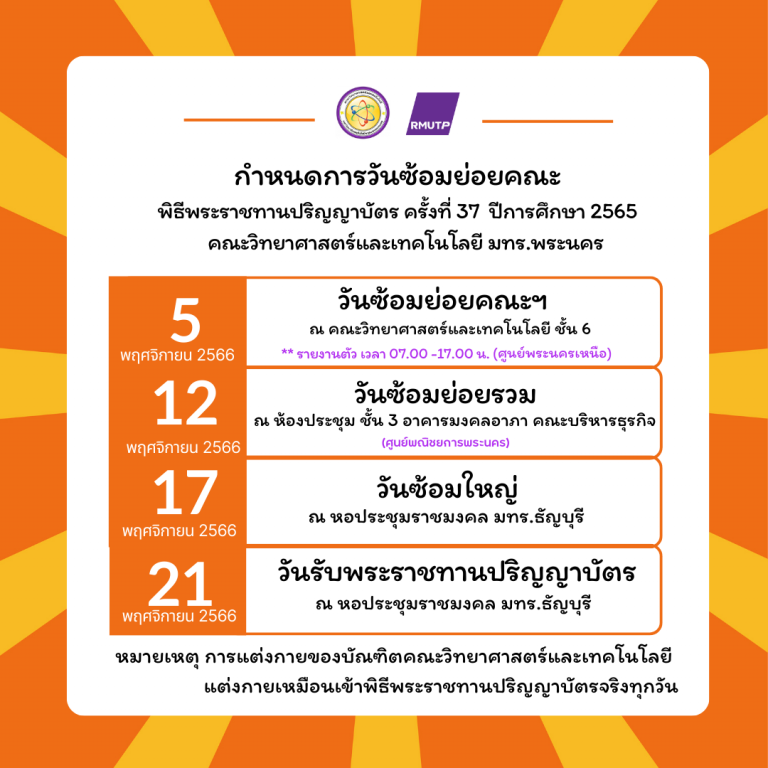 RMUTP
กำหนดการวันซ้อมย่อยคณะ
พิธีพระราชทานปริญญาบัตร ครั้งที่ 37 ปีการศึกษา 2565
คณะวิทยาศาสตร์และเทคโนโลยี มทร.พระนคร
5
พฤศจิกายน 2566
วันซ้อมย่อยคณะฯ
ณ คณะวิทยาศาสตร์และเทคโนโลยี ชั้น 6
** รายงานตัว เวลา 07.00 -17.00 น. (ศูนย์พระนครเหนือ)
12
พฤศจิกายน 2566
วันซ้อมย่อยรวม
ณ ห้องประชุม ชั้น 3 อาคารมงคลอาภา คณะบริหารธุรกิจ
(ศูนย์พณิชยการพระนคร)
17
พฤศจิกายน 2566
วันซ้อมใหญ่
ณ หอประชุมราชมงคล มทร.ธัญบุรี
21
พฤศจิกายน 2566
วันรับพระราชทานปริญญาบัตร
ณ หอประชุมราชมงคล มทร.ธัญบุรี
หมายเหตุ การแต่งกายของบัณฑิตคณะวิทยาศาสตร์และเทคโนโลยี
แต่งกายเหมือนเข้าพิธีพระราชทานปริญญาบัตรจริงทุกวัน